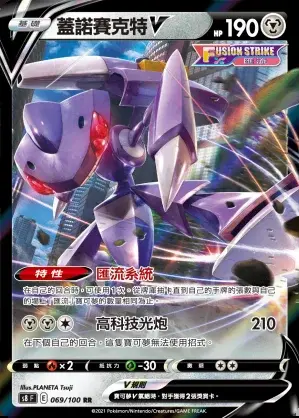 基礎
蓋諾賽克特V
HP 190
FUSION STRIKE
匯流
特性 匯流系統
在自己的回合時，可使用1次。從牌庫抽卡直到自己的手牌的張數與自己
的場上「匯流」寶可夢的數量相同為止。
高科技光炮 210
在下個自己的回合，這隻寶可夢無法使用招式。
弱點 ×2 抵抗力 -30 撤退
V規則
寶可夢V氣絕時，對手獲得2張獎賞卡。
Illus.PLANETA Tsuji
s8 F E 069/100 RR
©2021 Pokémon/Nintendo/Creatures/GAME FREAK.